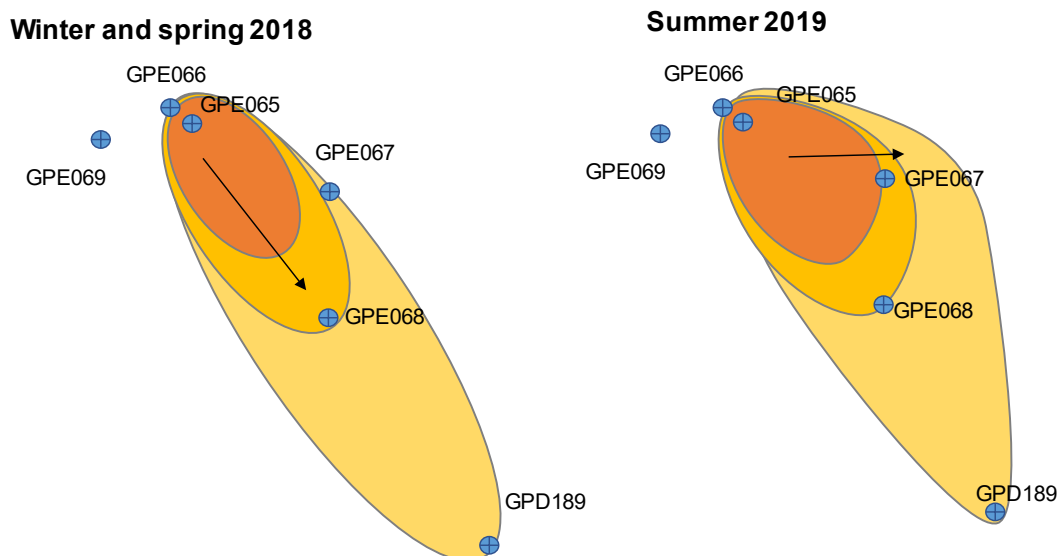 Winter and spring 2018
GPE066
GPE065
GPE069
GPE067
GPE068
GPD189
Summer 2019
GPE066
GPE065
GPE069
GPE067
GPE068
GPD189